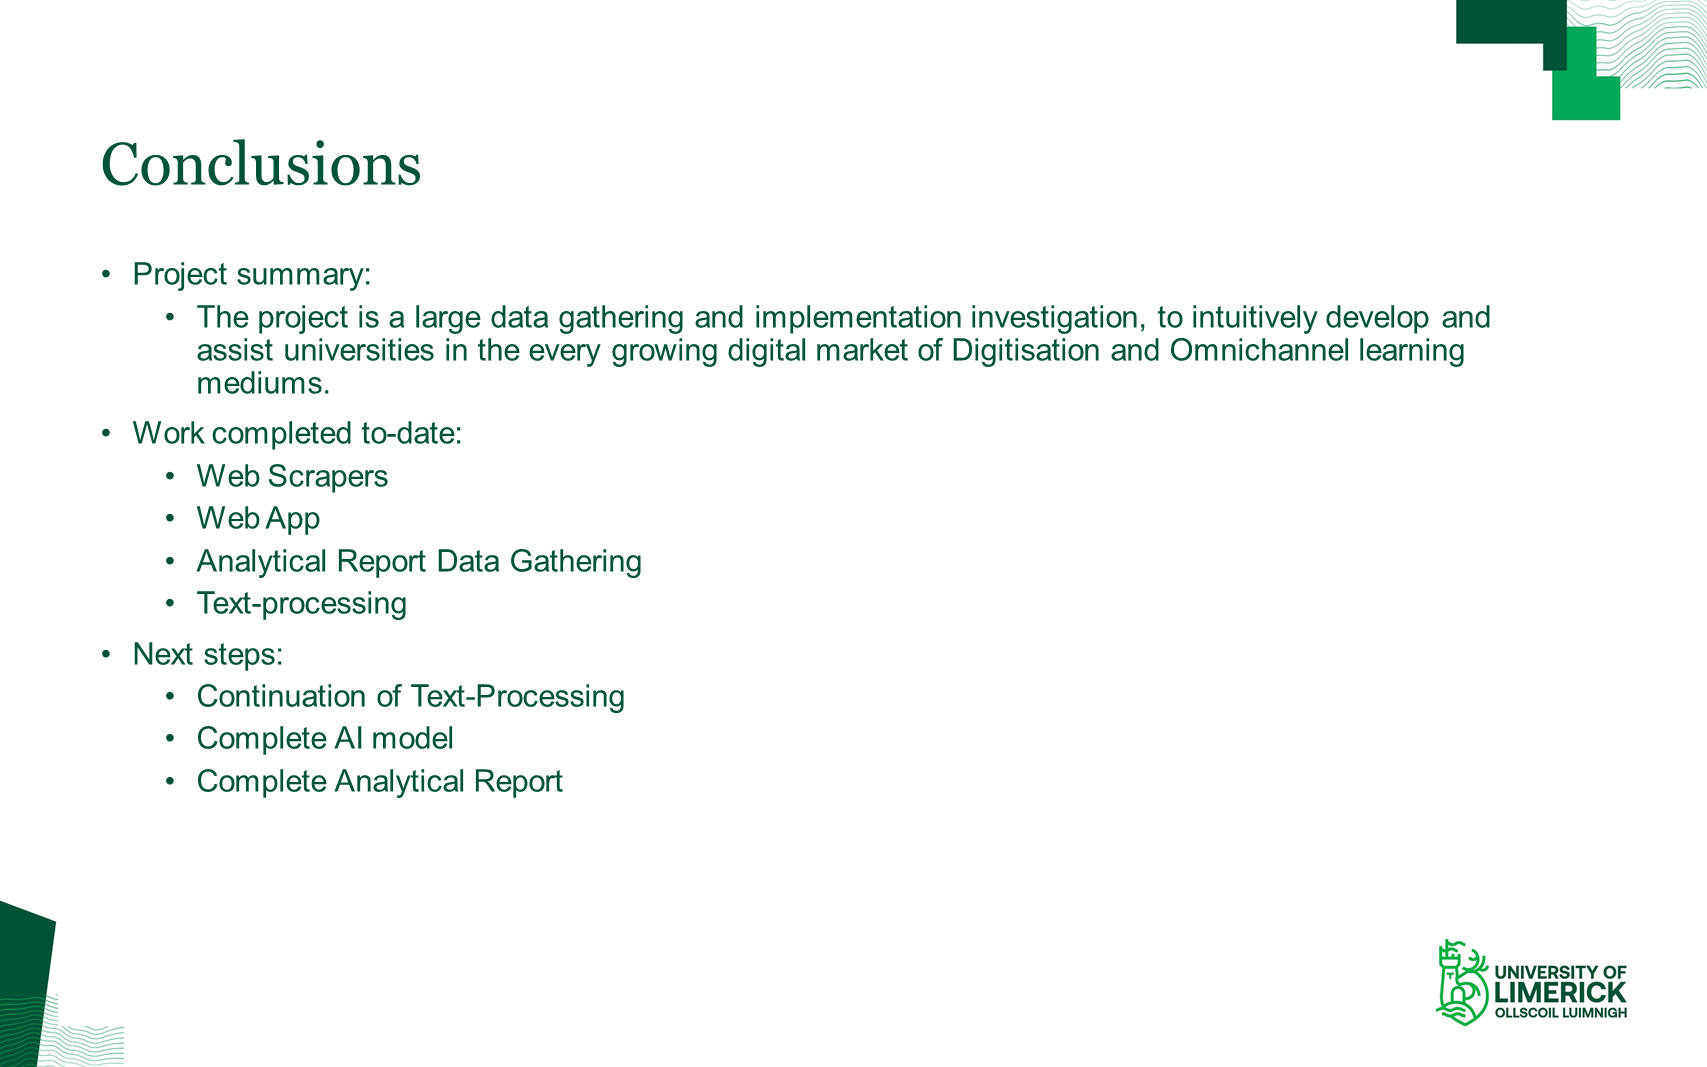 Conclusions
• Project summary:
• The project is a large data gathering and implementation investigation, to intuitively develop and
assist universities in the every growing digital market of Digitisation and Omnichannel learning
mediums.
• Work completed to-date:
• Web Scrapers
• Web App
• Analytical Report Data Gathering
• Text-processing
• Next steps:
• Continuation of Text-Processing
• Complete AI model
• Complete Analytical Report
UNIVERSITY OF
LIMERICK
OLLSCOIL LUIMNIGH